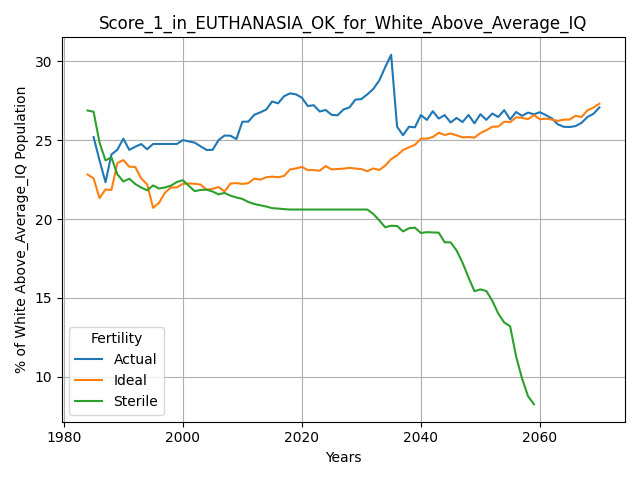 Score_1_in_EUTHANASIA_OK_for_White_Above_Average_IQ
% of White Above_Average_IQ Population
30
25
20
15
10
Fertility
Actual
Ideal
Sterile
1980 2000 2020 2040 2060
Years